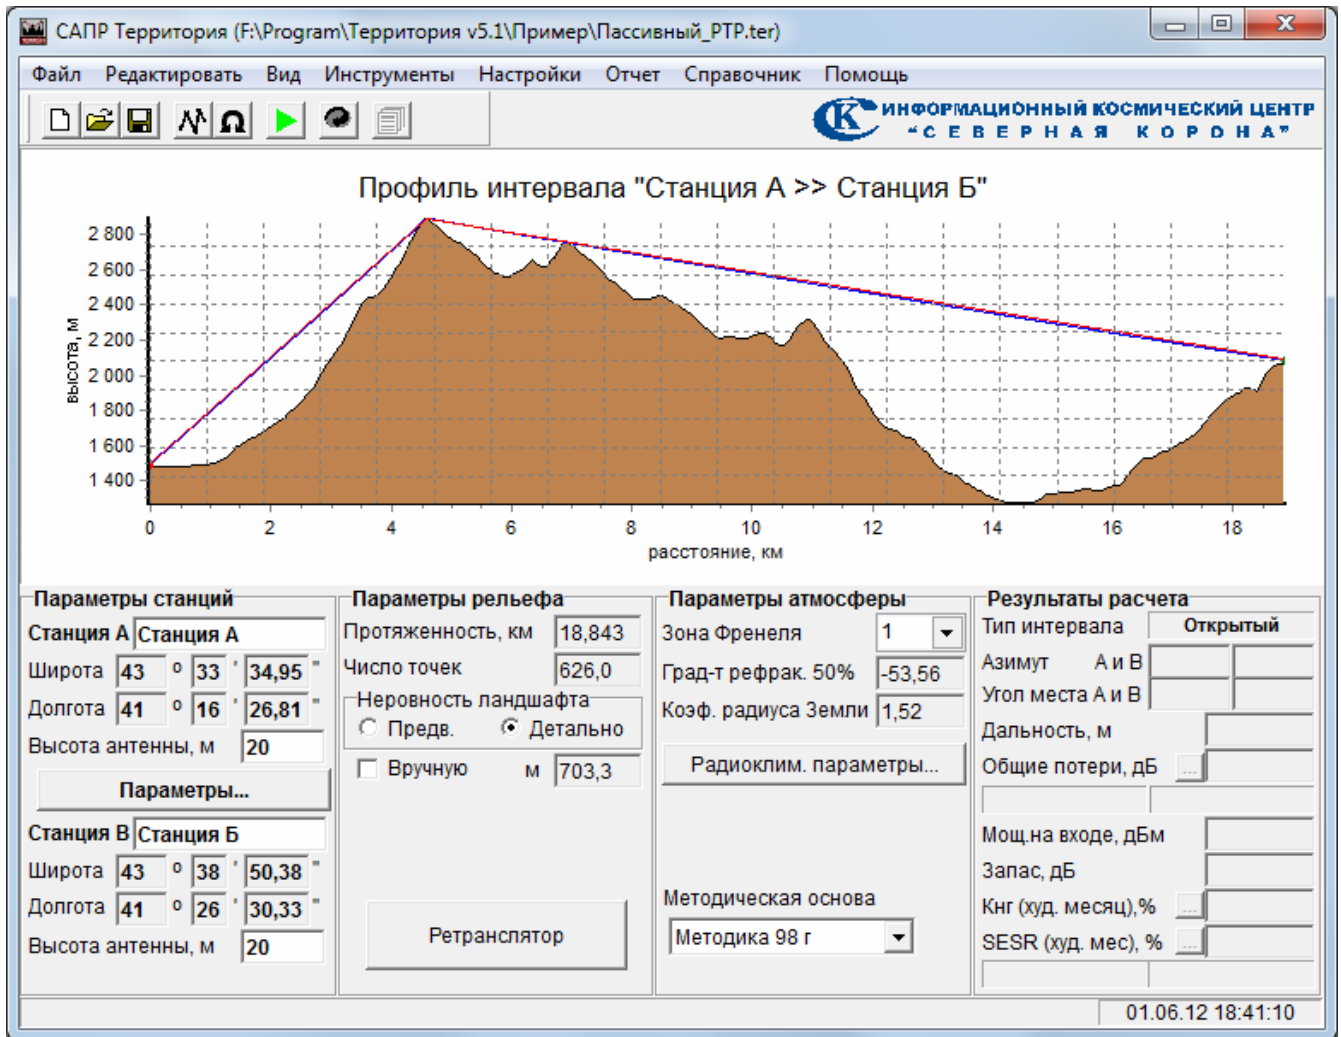 САПР Территория (F:\Program\Территория v5.1\Пример\Пассивный_РТР.ter)
Файл Редактировать Вид Инструменты Настройки Отчет Справочник Помощь
СК ИНФОРМАЦИОННЫЙ КОСМИЧЕСКИЙ ЦЕНТР
"СЕВЕРНАЯ КОРОНА"
Профиль интервала "Станция А >> Станция Б"
высота, м
2 800
2 600
2 400
2 200
2 000
1 800
1 600
1 400
0 2 4 6 8 10 12 14 16 18
расстояние, км
Параметры станций
Станция А Станция А
Широта 43 º 33 ' 34,95 "
Долгота 41 º 16 ' 26,81 "
Высота антенны, м 20
Параметры...
Станция В Станция Б
Широта 43 º 38 ' 50,38 "
Долгота 41 º 26 ' 30,33 "
Высота антенны, м 20
Параметры рельефа
Протяженность, км 18,843
Число точек 626,0
Неровность ландшафта
Предв. Детально
Вручную м 703,3
Ретранслятор
Параметры атмосферы
Зона Френеля 1
Град-т рефрак. 50% -53,56
Коэф. радиуса Земли 1,52
Радиоклим. параметры...
Методическая основа
Методика 98 г
Результаты расчета
Тип интервала Открытый
Азимут А и В
Угол места А и В
Дальность, м
Общие потери, дБ ...
Мощ.на входе, дБм
Запас, дБ
Кнг (худ. месяц),% ...
SESR (худ. мес), % ...
01.06.12 18:41:10